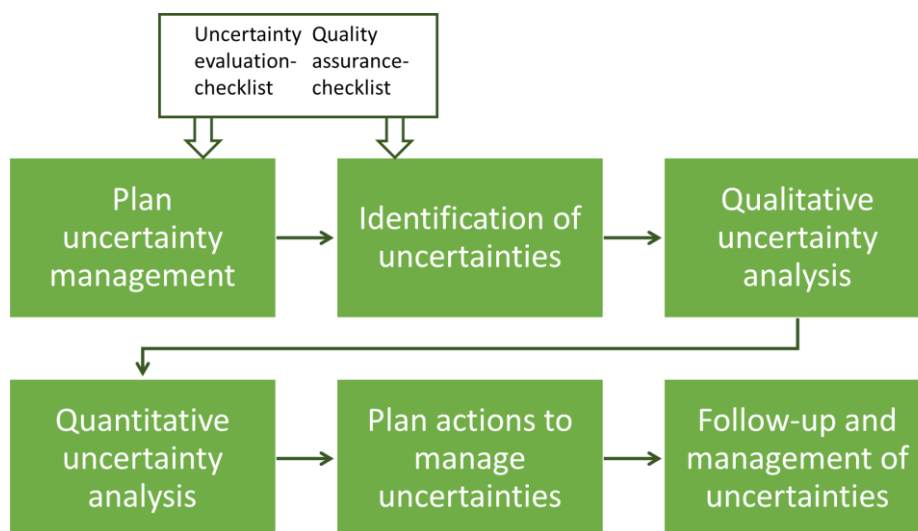 Uncertainty evaluation-checklist
Quality assurance-checklist
Plan
uncertainty
management
Identification of
uncertainties
Qualitative
uncertainty
analysis
Quantitative
uncertainty
analysis
Plan actions to
manage
uncertainties
Follow-up and
management of
uncertainties